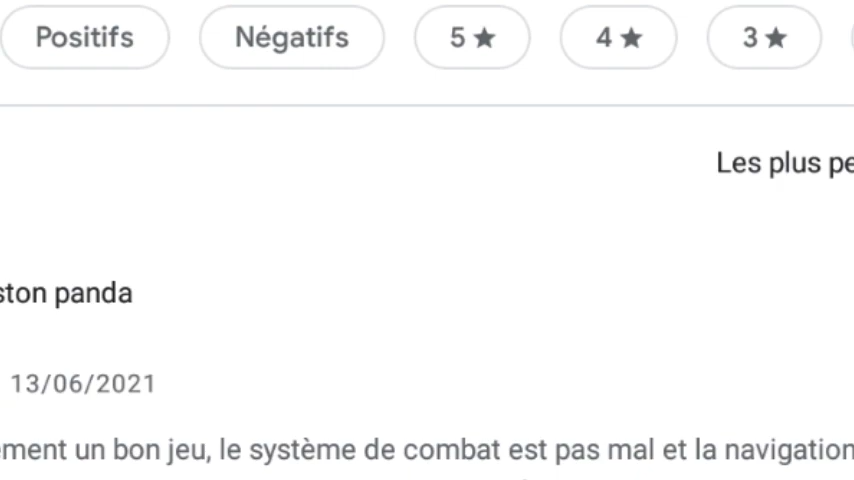 Positifs Négatifs 5 ★ 4 ★ 3 ★
Les plus pe
ston panda
13/06/2021
ement un bon jeu, le système de combat est pas mal et la navigation